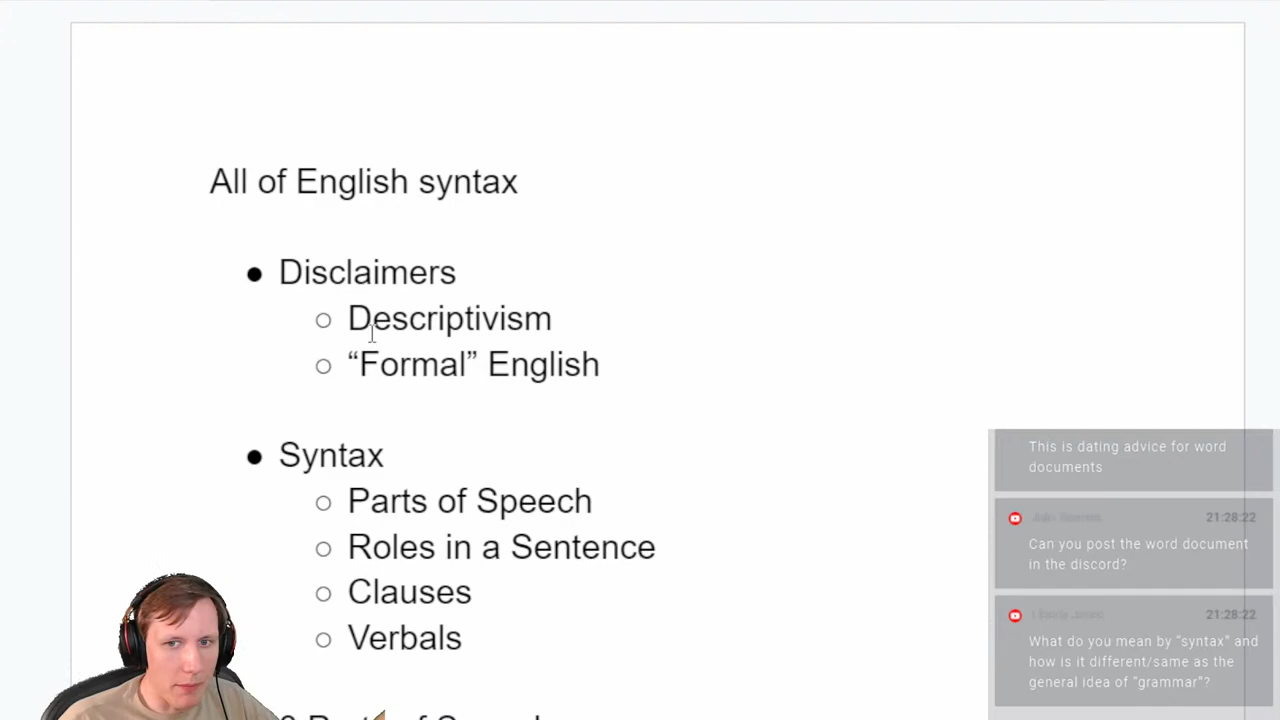 All of English syntax
● Disclaimers
○ Descriptivism
○ “Formal” English
● Syntax
○ Parts of Speech
○ Roles in a Sentence
○ Clauses
○ Verbals
of Speech
This is dating advice for word
documents
21:28:22
Can you post the word document
in the discord?
21:28:22
What do you mean by "syntax" and
how is it different/same as the
general idea of "grammar"?